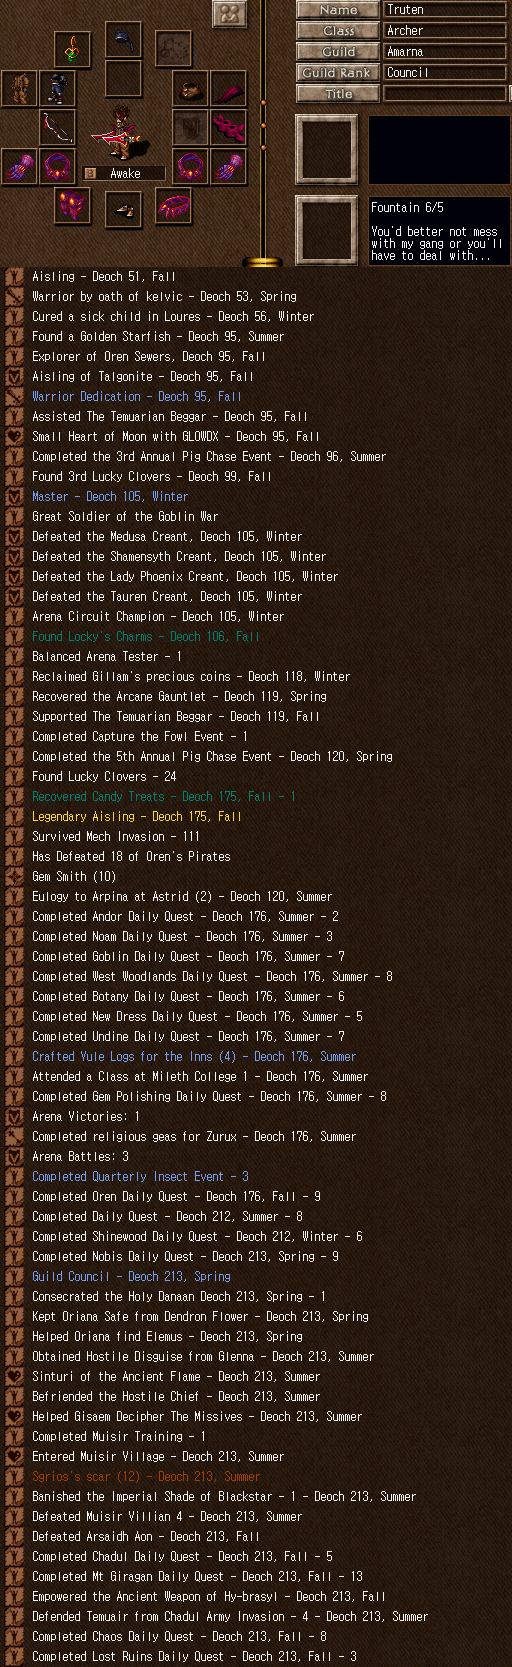 Name Truten
Class Archer
Guild Amarna
Guild Rank Council
Title
Awake
Fountain 6/5
You'd better not mess
with my gang or you'll
have to deal with...
Aisling - Deoch 51, Fall
Warrior by oath of kelvic - Deoch 53, Spring
Cured a sick child in Loures - Deoch 56, Winter
Found a Golden Starfish - Deoch 95, Summer
Explorer of Oren Sewers, Deoch 95, Fall
Aisling of Talgonite - Deoch 95, Fall
Warrior Dedication - Deoch 95, Fall
Assisted The Temuarian Beggar - Deoch 95, Fall
Small Heart of Moon with GLOWDX - Deoch 95, Fall
Completed the 3rd Annual Pig Chase Event - Deoch 96, Summer
Found 3rd Lucky Clovers - Deoch 99, Fall
Master - Deoch 105, Winter
Great Soldier of the Goblin War
Defeated the Medusa Creant, Deoch 105, Winter
Defeated the Shamensyth Creant, Deoch 105, Winter
Defeated the Lady Phoenix Creant, Deoch 105, Winter
Defeated the Tauren Creant, Deoch 105, Winter
Arena Circuit Champion - Deoch 105, Winter
Found Locky's Charms - Deoch 106, Fall
Balanced Arena Tester - 1
Reclaimed Gillam's precious coins - Deoch 118, Winter
Recovered the Arcane Gauntlet - Deoch 119, Spring
Supported The Temuarian Beggar - Deoch 119, Fall
Completed Capture the Fowl Event - 1
Completed the 5th Annual Pig Chase Event - Deoch 120, Spring
Found Lucky Clovers - 24
Recovered Candy Treats - Deoch 175, Fall - 1
Legendary Aisling - Deoch 175, Fall
Survived Mech Invasion - 111
Has Defeated 18 of Oren's Pirates
Gem Smith (10)
Eulogy to Arpina at Astrid (2) - Deoch 120, Summer
Completed Andor Daily Quest - Deoch 176, Summer - 2
Completed Noam Daily Quest - Deoch 176, Summer - 3
Completed Goblin Daily Quest - Deoch 176, Summer - 7
Completed West Woodlands Daily Quest - Deoch 176, Summer - 8
Completed Botany Daily Quest - Deoch 176, Summer - 6
Completed New Dress Daily Quest - Deoch 176, Summer - 5
Completed Undine Daily Quest - Deoch 176, Summer - 7
Crafted Yule Logs for the Inns (4) - Deoch 176, Summer
Attended a Class at Mileth College 1 - Deoch 176, Summer
Completed Gem Polishing Daily Quest - Deoch 176, Summer - 8
Arena Victories: 1
Completed religious geas for Zurux - Deoch 176, Summer
Arena Battles: 3
Completed Quarterly Insect Event - 3
Completed Oren Daily Quest - Deoch 176, Fall - 9
Completed Daily Quest - Deoch 212, Summer - 8
Completed Shinewood Daily Quest - Deoch 212, Winter - 6
Completed Nobis Daily Quest - Deoch 213, Spring - 9
Guild Council - Deoch 213, Spring
Consecrated the Holy Danaan Deoch 213, Spring - 1
Kept Oriana Safe from Dendron Flower - Deoch 213, Spring
Helped Oriana find Elemus - Deoch 213, Spring
Obtained Hostile Disguise from Glenna - Deoch 213, Summer
Sinturi of the Ancient Flame - Deoch 213, Summer
Befriended the Hostile Chief - Deoch 213, Summer
Helped Gisaem Decipher The Missives - Deoch 213, Summer
Completed Muisir Training - 1
Entered Muisir Village - Deoch 213, Summer
Sgrios's scar (12) - Deoch 213, Summer
Banished the Imperial Shade of Blackstar - 1 - Deoch 213, Summer
Defeated Muisir Villian 4 - Deoch 213, Summer
Defeated Arsaidh Aon - Deoch 213, Fall
Completed Chadul Daily Quest - Deoch 213, Fall - 5
Completed Mt Giragan Daily Quest - Deoch 213, Fall - 13
Empowered the Ancient Weapon of Hy-brasyl - Deoch 213, Fall
Defended Temuair from Chadul Army Invasion - 4 - Deoch 213, Summer
Completed Chaos Daily Quest - Deoch 213, Fall - 8
Completed Lost Ruins Daily Quest - Deoch 213, Fall - 3